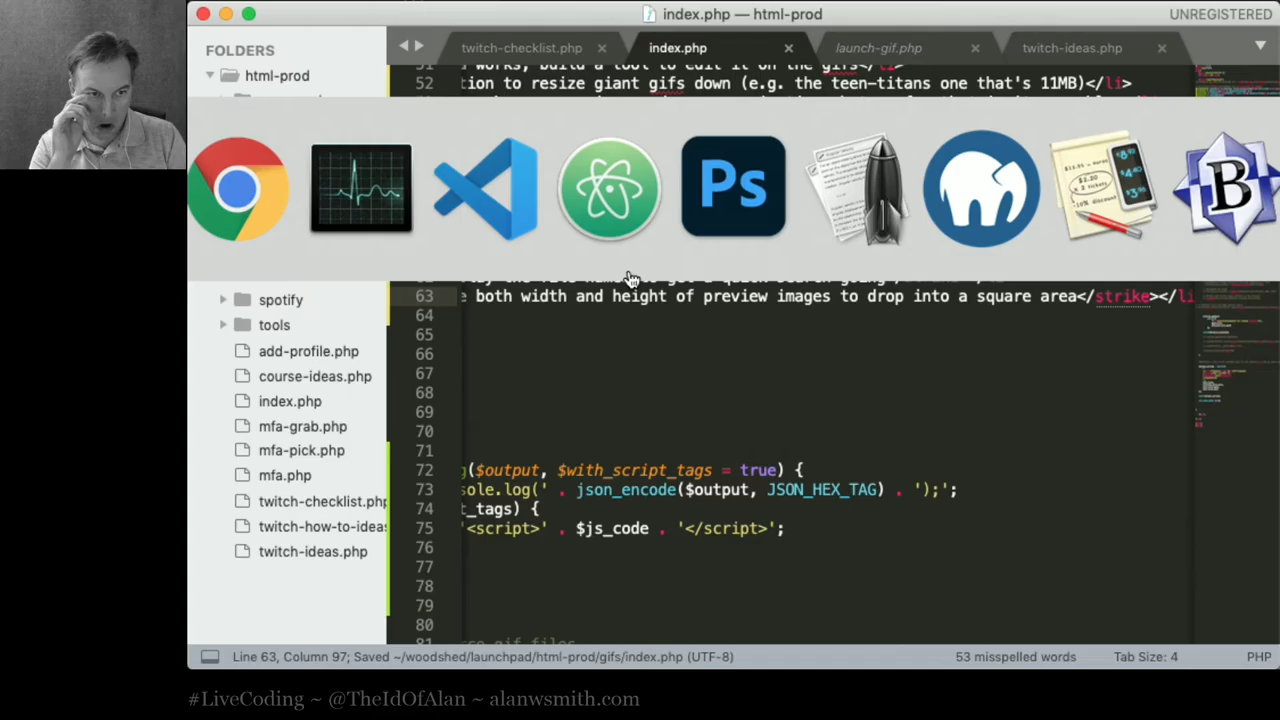 index.php — html-prod
UNREGISTERED
FOLDERS
html-prod
twitch-checklist.php
index.php
launch-gif.php
twitch-ideas.php
52 tion to resize giant gifs down (e.g. the teen-titans one that's 11MB)</li>
Ps
B
spotify
tools
add-profile.php
course-ideas.php
index.php
mfa-grab.php
mfa-pick.php
mfa.php
twitch-checklist.php
twitch-how-to-ideas
twitch-ideas.php
63 e both width and height of preview images to drop into a square area</strike></li
64
65
66
67
68
69
70
71
72 g($output, $with_script_tags = true) {
73 sole.log(' . json_encode($output, JSON_HEX_TAG) . ');';
74 t_tags) {
75 '<script>' . $js_code . '</script>';
76
77
78
79
80
Line 63, Column 97; Saved ~/woodshed/launchpad/html-prod/gifs/index.php (UTF-8)
53 misspelled words
Tab Size: 4
PHP
#LiveCoding ~ @TheIdOfAlan ~ alanwsmith.com